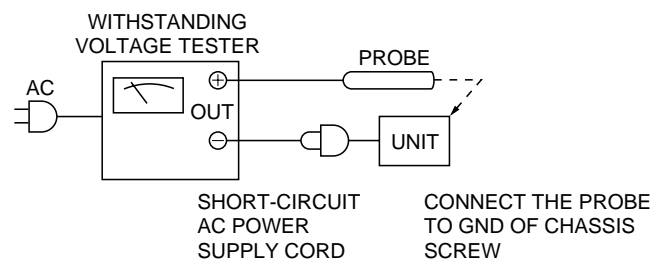 WITHSTANDING
VOLTAGE TESTER
PROBE
AC
+
OUT
−
UNIT
SHORT-CIRCUIT
AC POWER
SUPPLY CORD
CONNECT THE PROBE
TO GND OF CHASSIS
SCREW